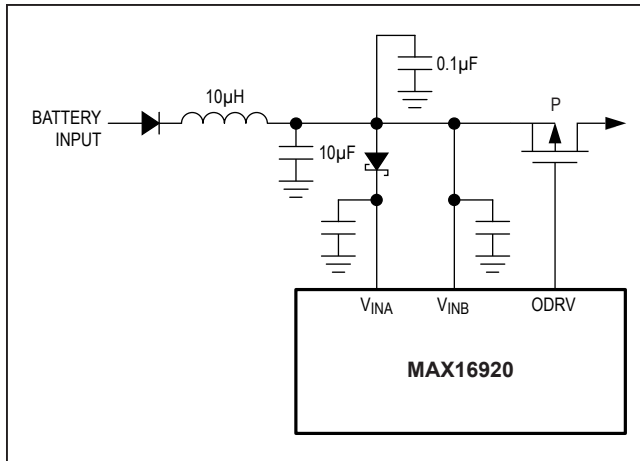 0.1µF
10µH
P
BATTERY
INPUT
10µF
VINA
VINB
ODRV
MAX16920